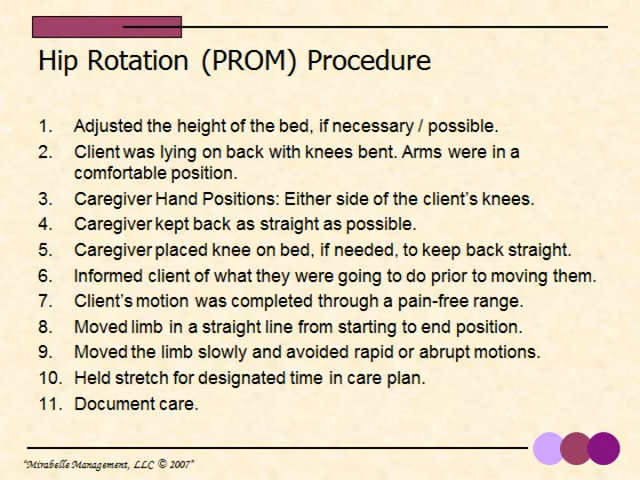 Hip Rotation (PROM) Procedure
1. Adjusted the height of the bed, if necessary / possible.
2. Client was lying on back with knees bent. Arms were in a
comfortable position.
3. Caregiver Hand Positions: Either side of the client's knees.
4. Caregiver kept back as straight as possible.
5. Caregiver placed knee on bed, if needed, to keep back straight.
6. Informed client of what they were going to do prior to moving them.
7. Client's motion was completed through a pain-free range.
8. Moved limb in a straight line from starting to end position.
9. Moved the limb slowly and avoided rapid or abrupt motions.
10. Held stretch for designated time in care plan.
11. Document care.
"Mirabelle Management, LLC © 2007"